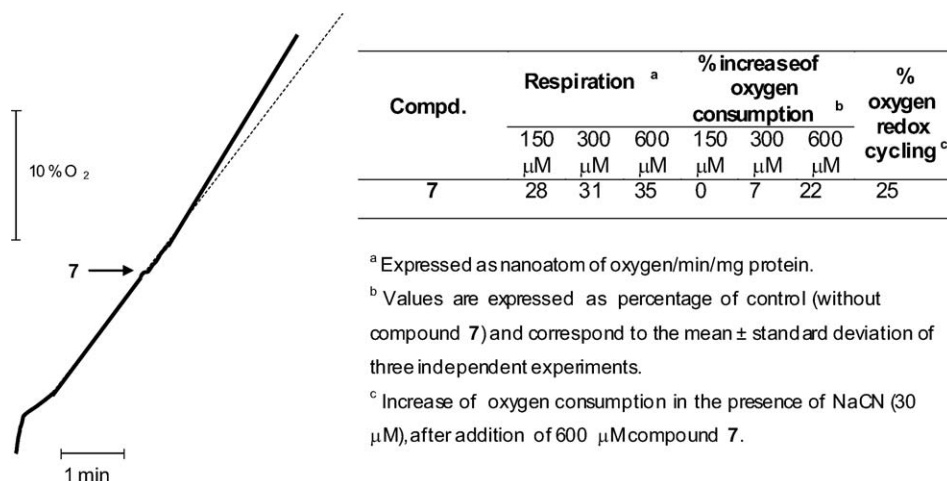 10 % O 2
7
1 min
Compd.
Respiration a
% increaseof oxygen consumption b
% oxygen redox cycling c
150 μM
300 μM
600 μM
150 μM
300 μM
600 μM
7 28 31 35 0 7 22 25
a Expressed as nanoatom of oxygen/min/mg protein.
b Values are expressed as percentage of control (without
compound 7) and correspond to the mean ± standard deviation of
three independent experiments.
c Increase of oxygen consumption in the presence of NaCN (30
μM), after addition of 600 μM compound 7.